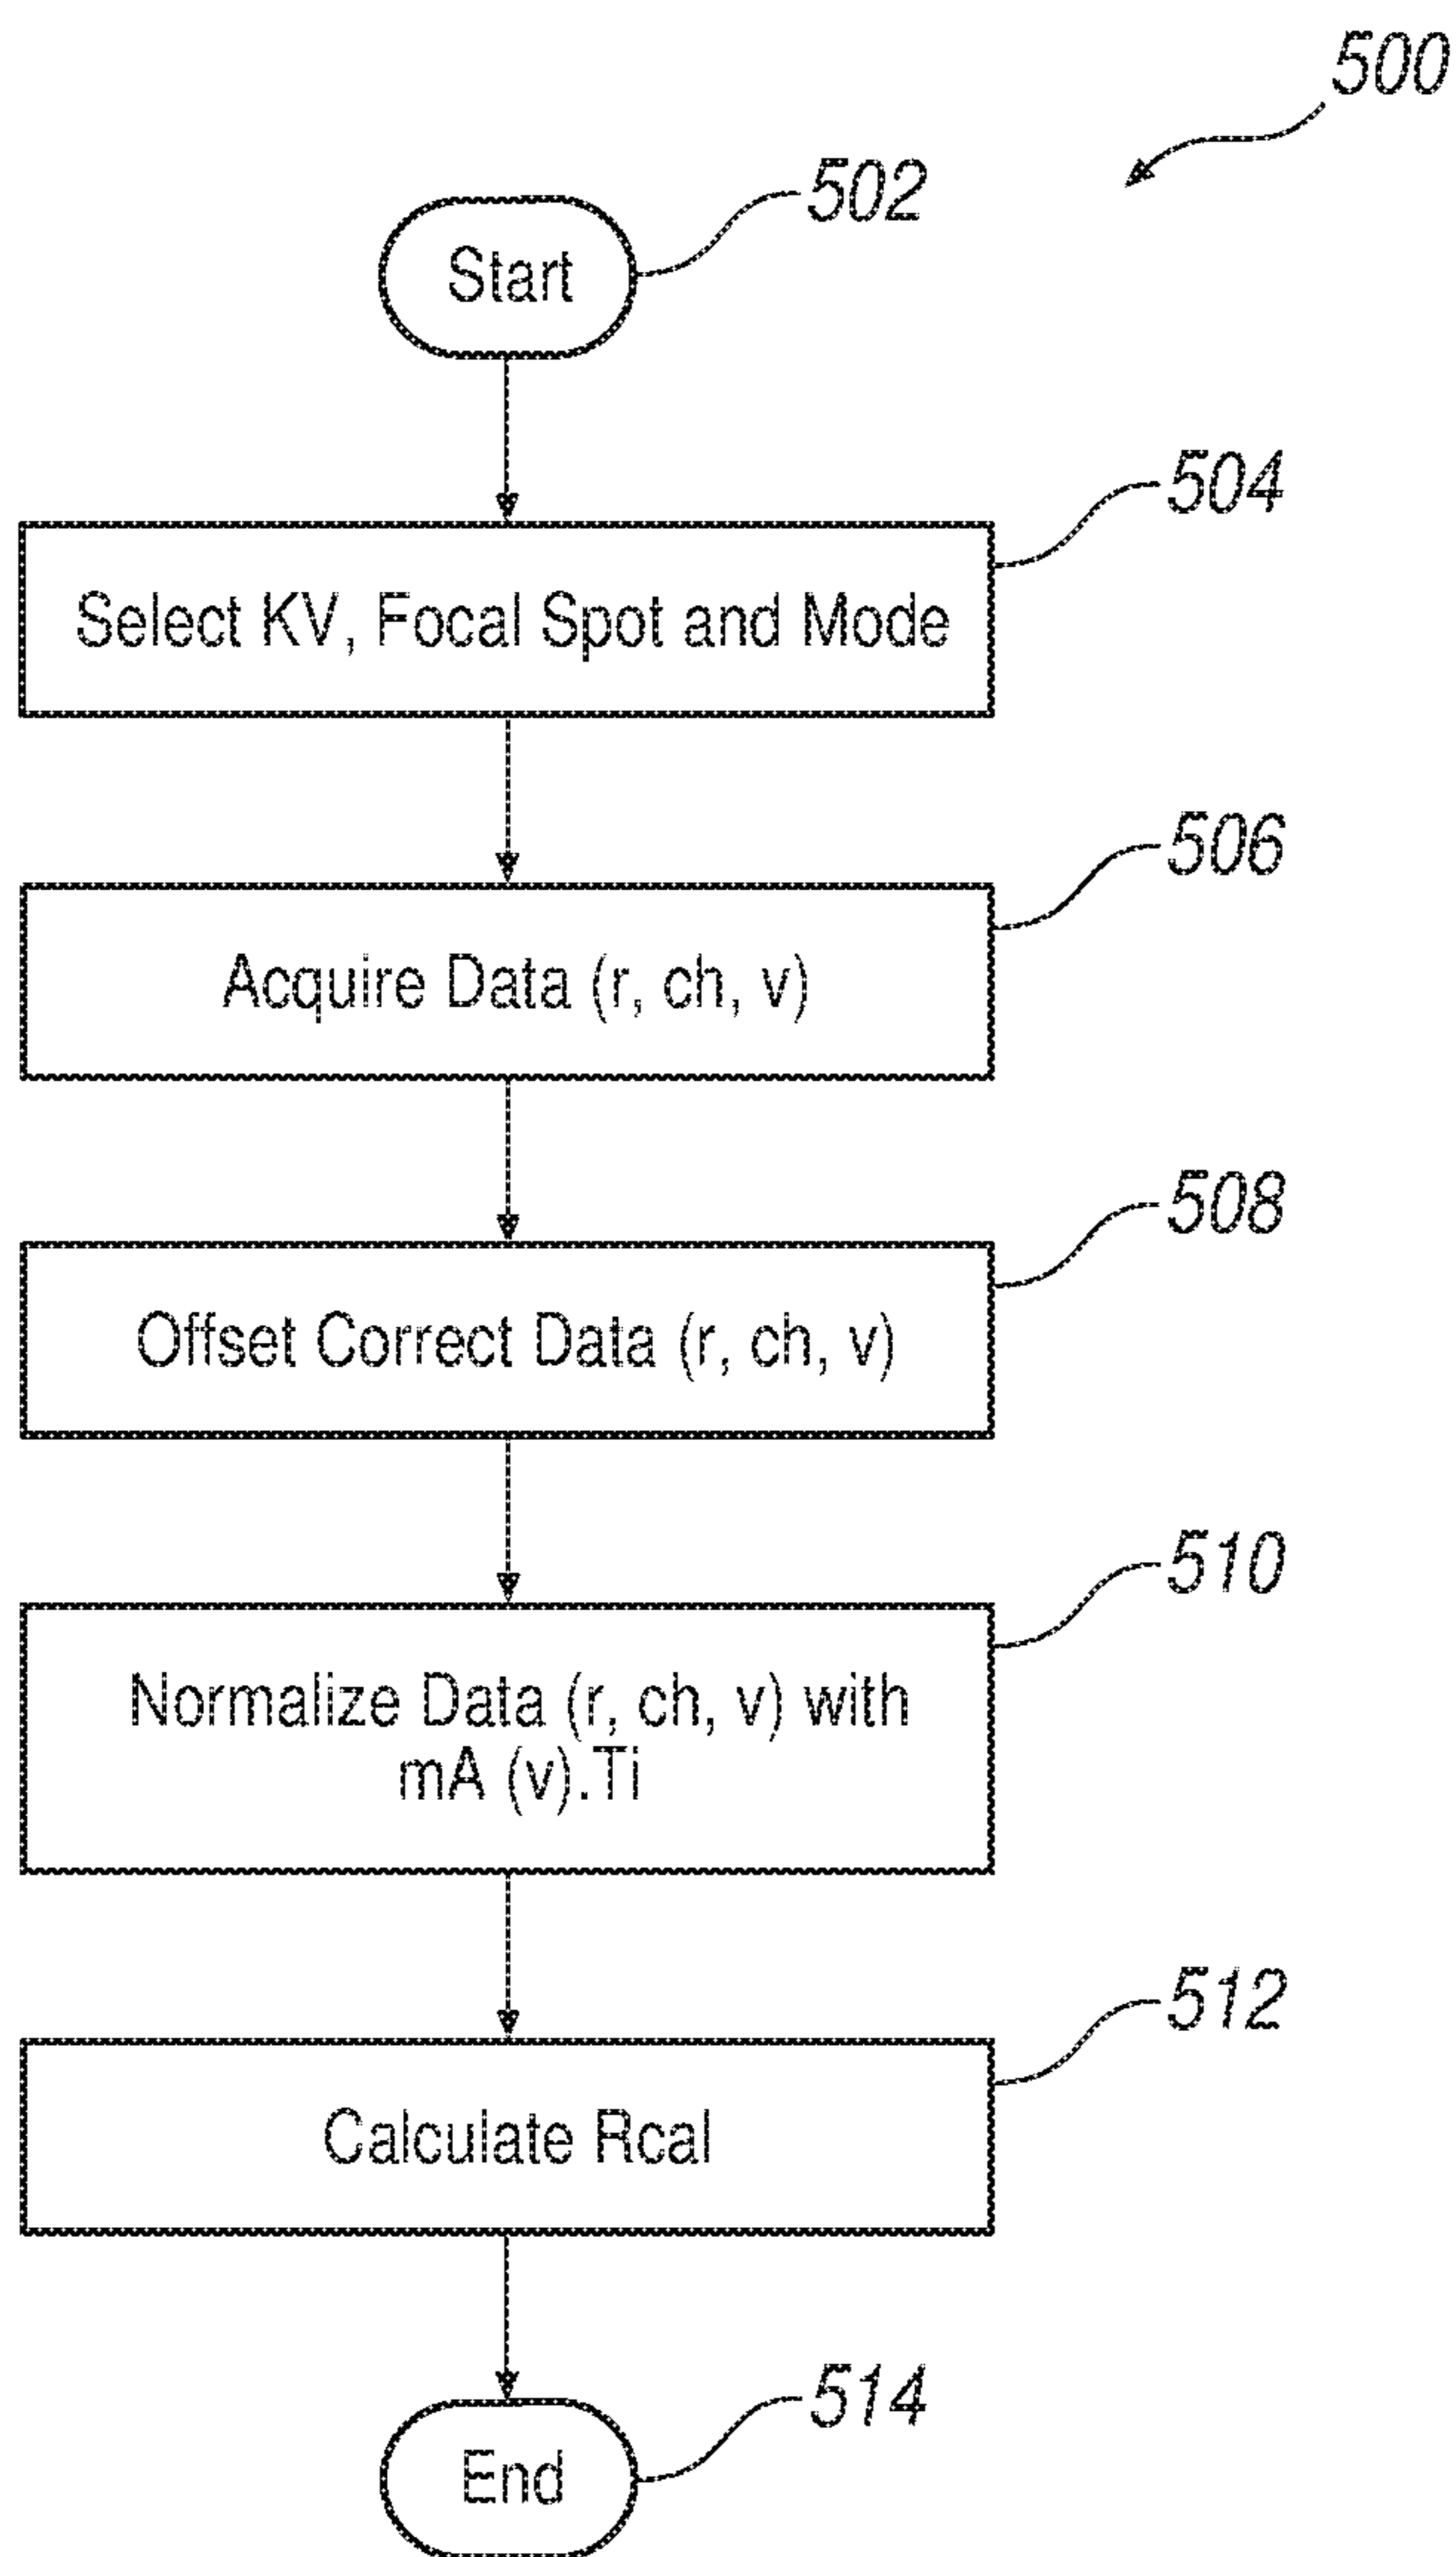 500
502
Start
504
Select KV, Focal Spot and Mode
506
Acquire Data (r, ch, v)
508
Offset Correct Data (r, ch, v)
510
Normalize Data (r, ch, v) with
mA (v).Ti
512
Calculate Rcal
514
End